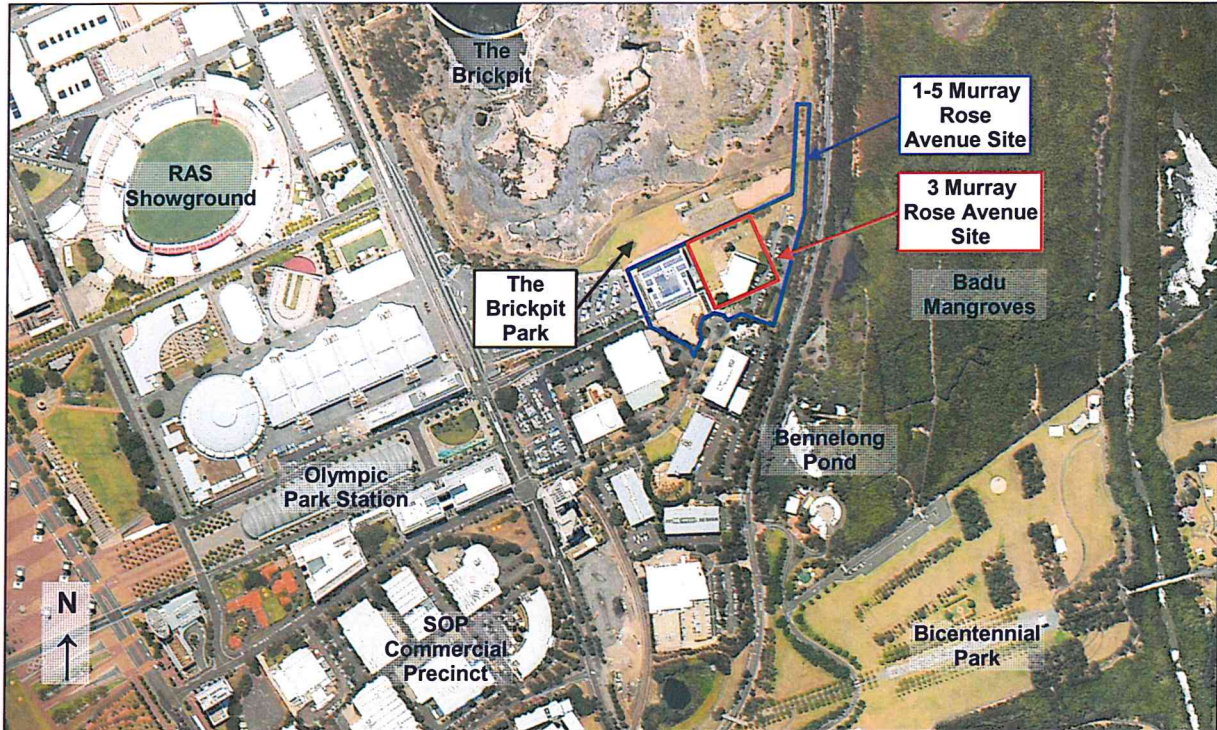 The
Brickpit
1-5 Murray
Rose
Avenue Site
RAS
Showground
3 Murray
Rose Avenue
Site
The
Brickpit
Park
Badu
Mangroves
Bennelong
Pond
Olympic
Park Station
N
SOP
Commercial
Precinct
Bicentennial
Park